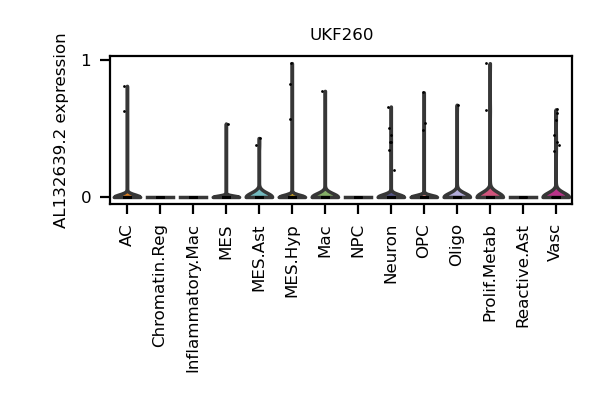 UKF260
AL132639.2 expression
1
0
AC
Chromatin.Reg
Inflammatory.Mac
MES
MES.Ast
MES.Hyp
Mac
NPC
Neuron
OPC
Oligo
Prolif.Metab
Reactive.Ast
Vasc